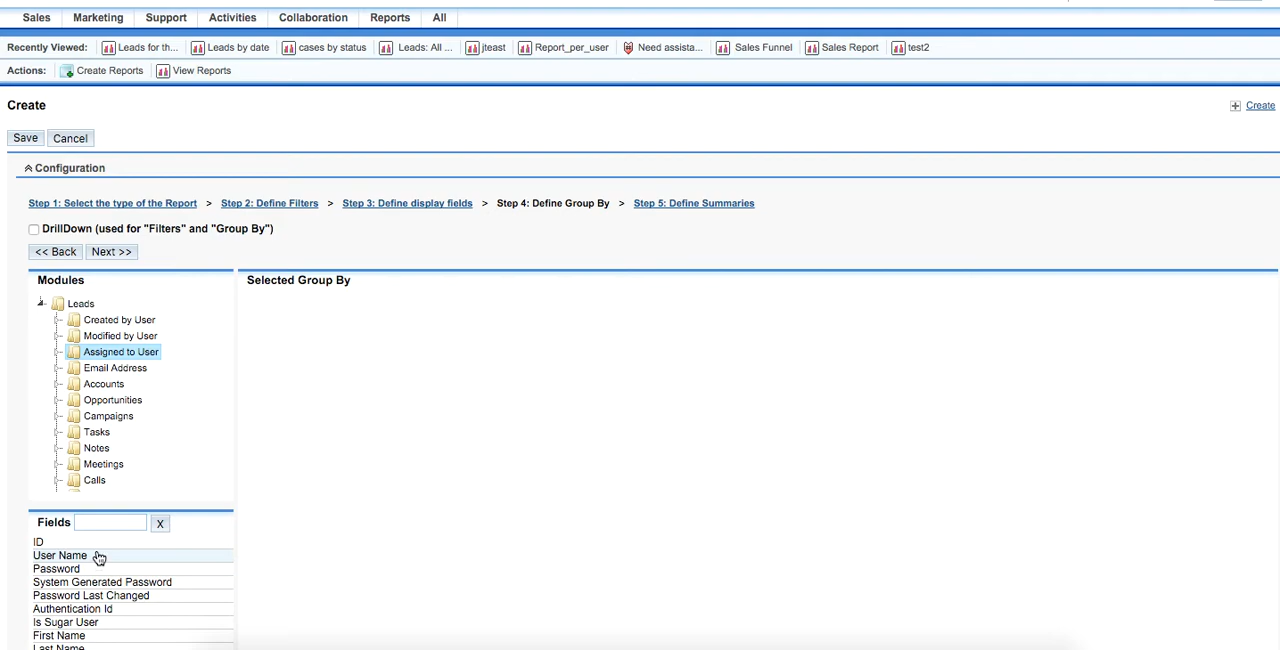 Sales Marketing Support Activities Collaboration Reports All
Recently Viewed: Leads for th... Leads by date cases by status Leads: All ... jteast Report_per_user Need assista... Sales Funnel Sales Report test2
Actions: Create Reports View Reports
Create
Create
Save Cancel
Configuration
Step 1: Select the type of the Report > Step 2: Define Filters > Step 3: Define display fields > Step 4: Define Group By > Step 5: Define Summaries
DrillDown (used for "Filters" and "Group By")
<< Back Next >>
Modules
Selected Group By
Leads
Created by User
Modified by User
Assigned to User
Email Address
Accounts
Opportunities
Campaigns
Tasks
Notes
Meetings
Calls
Fields X
ID
User Name
Password
System Generated Password
Password Last Changed
Authentication Id
Is Sugar User
First Name
Last Name